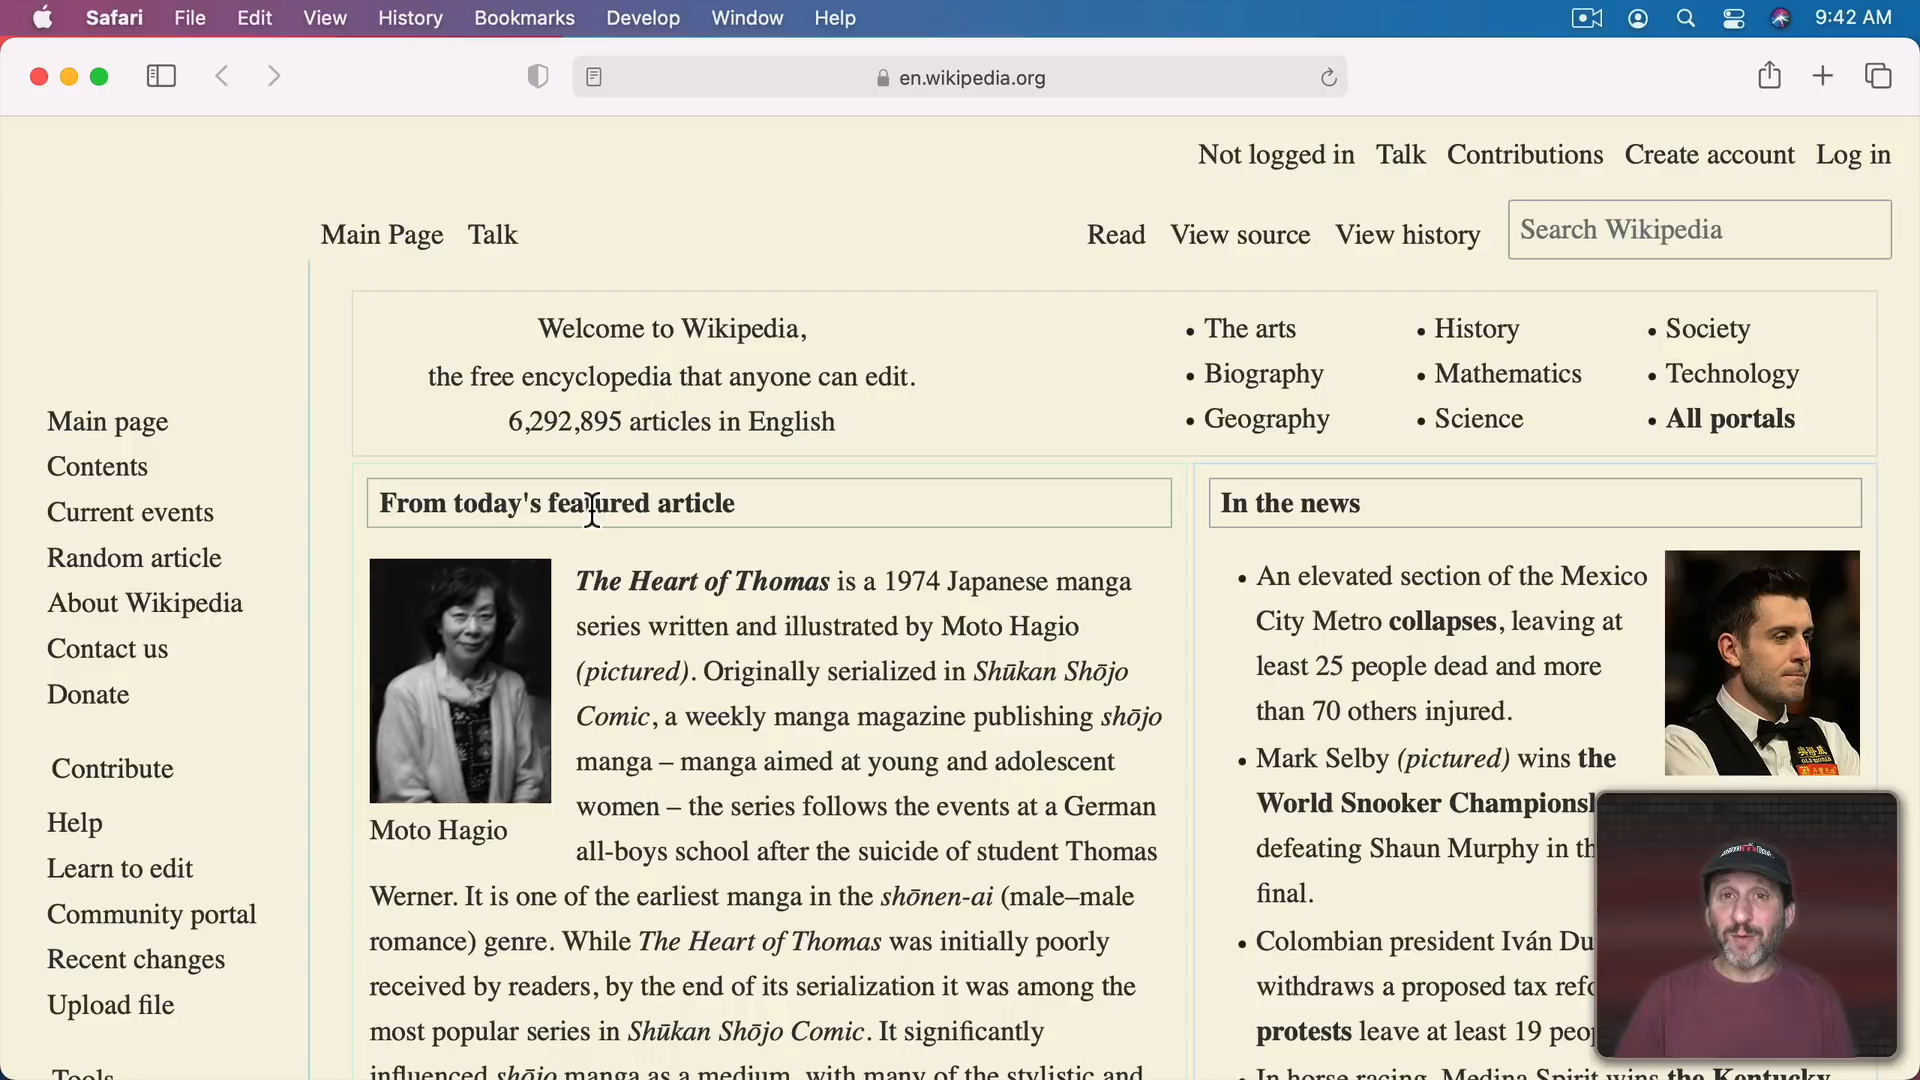 Safari File Edit View History Bookmarks Develop Window Help 9:42 AM
en.wikipedia.org
Not logged in Talk Contributions Create account Log in
Main Page Talk Read View source View history Search Wikipedia
Welcome to Wikipedia,
the free encyclopedia that anyone can edit.
6,292,895 articles in English
• The arts
• Biography
• Geography
• History
• Mathematics
• Science
• Society
• Technology
• All portals
Main page
Contents
Current events
Random article
About Wikipedia
Contact us
Donate
Contribute
Help
Learn to edit
Community portal
Recent changes
Upload file
Tools
From today's featured article
The Heart of Thomas is a 1974 Japanese manga
series written and illustrated by Moto Hagio
(pictured). Originally serialized in Shūkan Shōjo
Comic, a weekly manga magazine publishing shōjo
manga – manga aimed at young and adolescent
women – the series follows the events at a German
all-boys school after the suicide of student Thomas
Moto Hagio
Werner. It is one of the earliest manga in the shōnen-ai (male–male
romance) genre. While The Heart of Thomas was initially poorly
received by readers, by the end of its serialization it was among the
most popular series in Shūkan Shōjo Comic. It significantly
influenced shōjo manga as a medium, with many of the stylistic and
In the news
• An elevated section of the Mexico
City Metro collapses, leaving at
least 25 people dead and more
than 70 others injured.
• Mark Selby (pictured) wins the
World Snooker Championsl
defeating Shaun Murphy in th
final.
• Colombian president Iván Du
withdraws a proposed tax refo
protests leave at least 19 peop
• In horse racing, Medina Spirit wins the Kentucky